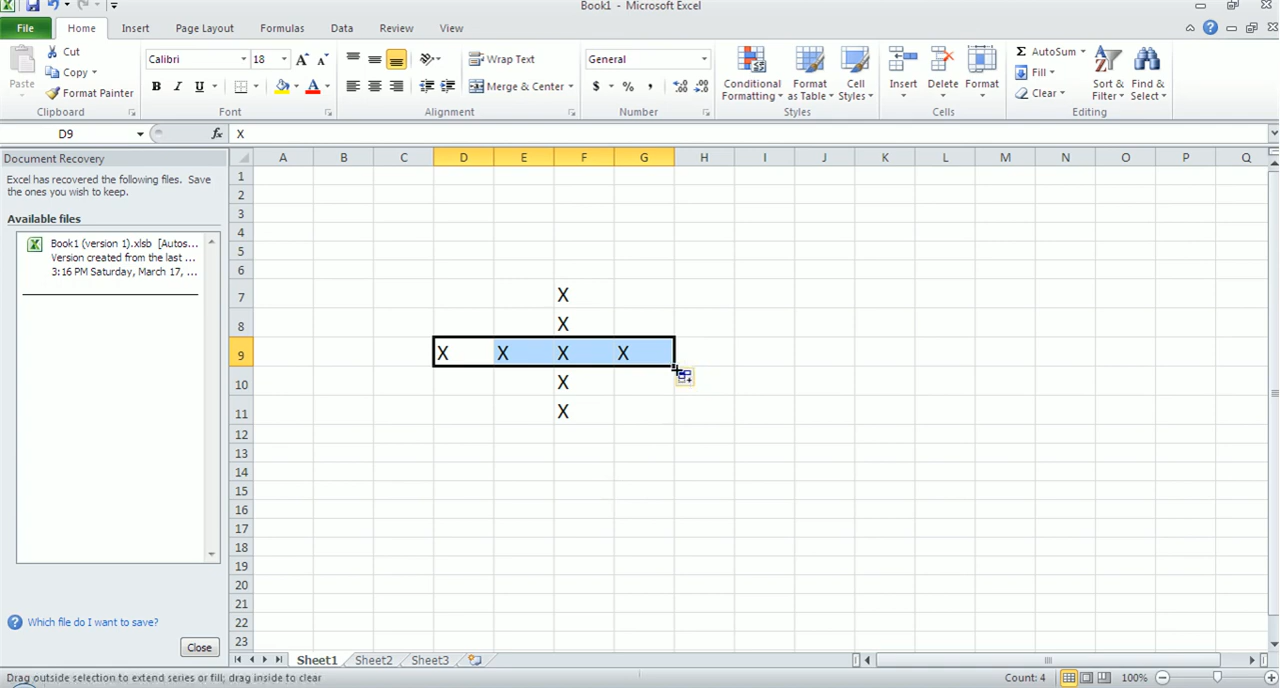 Book1 - Microsoft Excel
File Home Insert Page Layout Formulas Data Review View
Cut
Copy
Format Painter
Paste
Clipboard
Calibri 18
B I U
Font
Wrap Text
Merge & Center
Alignment
General
$ % ,
Number
Conditional Formatting
Format as Table
Cell Styles
Styles
Insert Delete Format
Cells
Σ AutoSum
Fill
Clear
Sort & Filter
Find & Select
Editing
D9 fx X
Document Recovery
Excel has recovered the following files. Save
the ones you wish to keep.
Available files
Book1 (version 1).xlsb [Autos...
Version created from the last ...
3:16 PM Saturday, March 17, ...
Which file do I want to save?
Close
A B C D E F G H I J K L M N O P Q
1
2
3
4
5
6
7 X
8 X
9 X X X X
10 X
11 X
12
13
14
15
16
17
18
19
20
21
22
23
Sheet1 Sheet2 Sheet3
Drag outside selection to extend series or fill; drag inside to clear Count: 4 100%